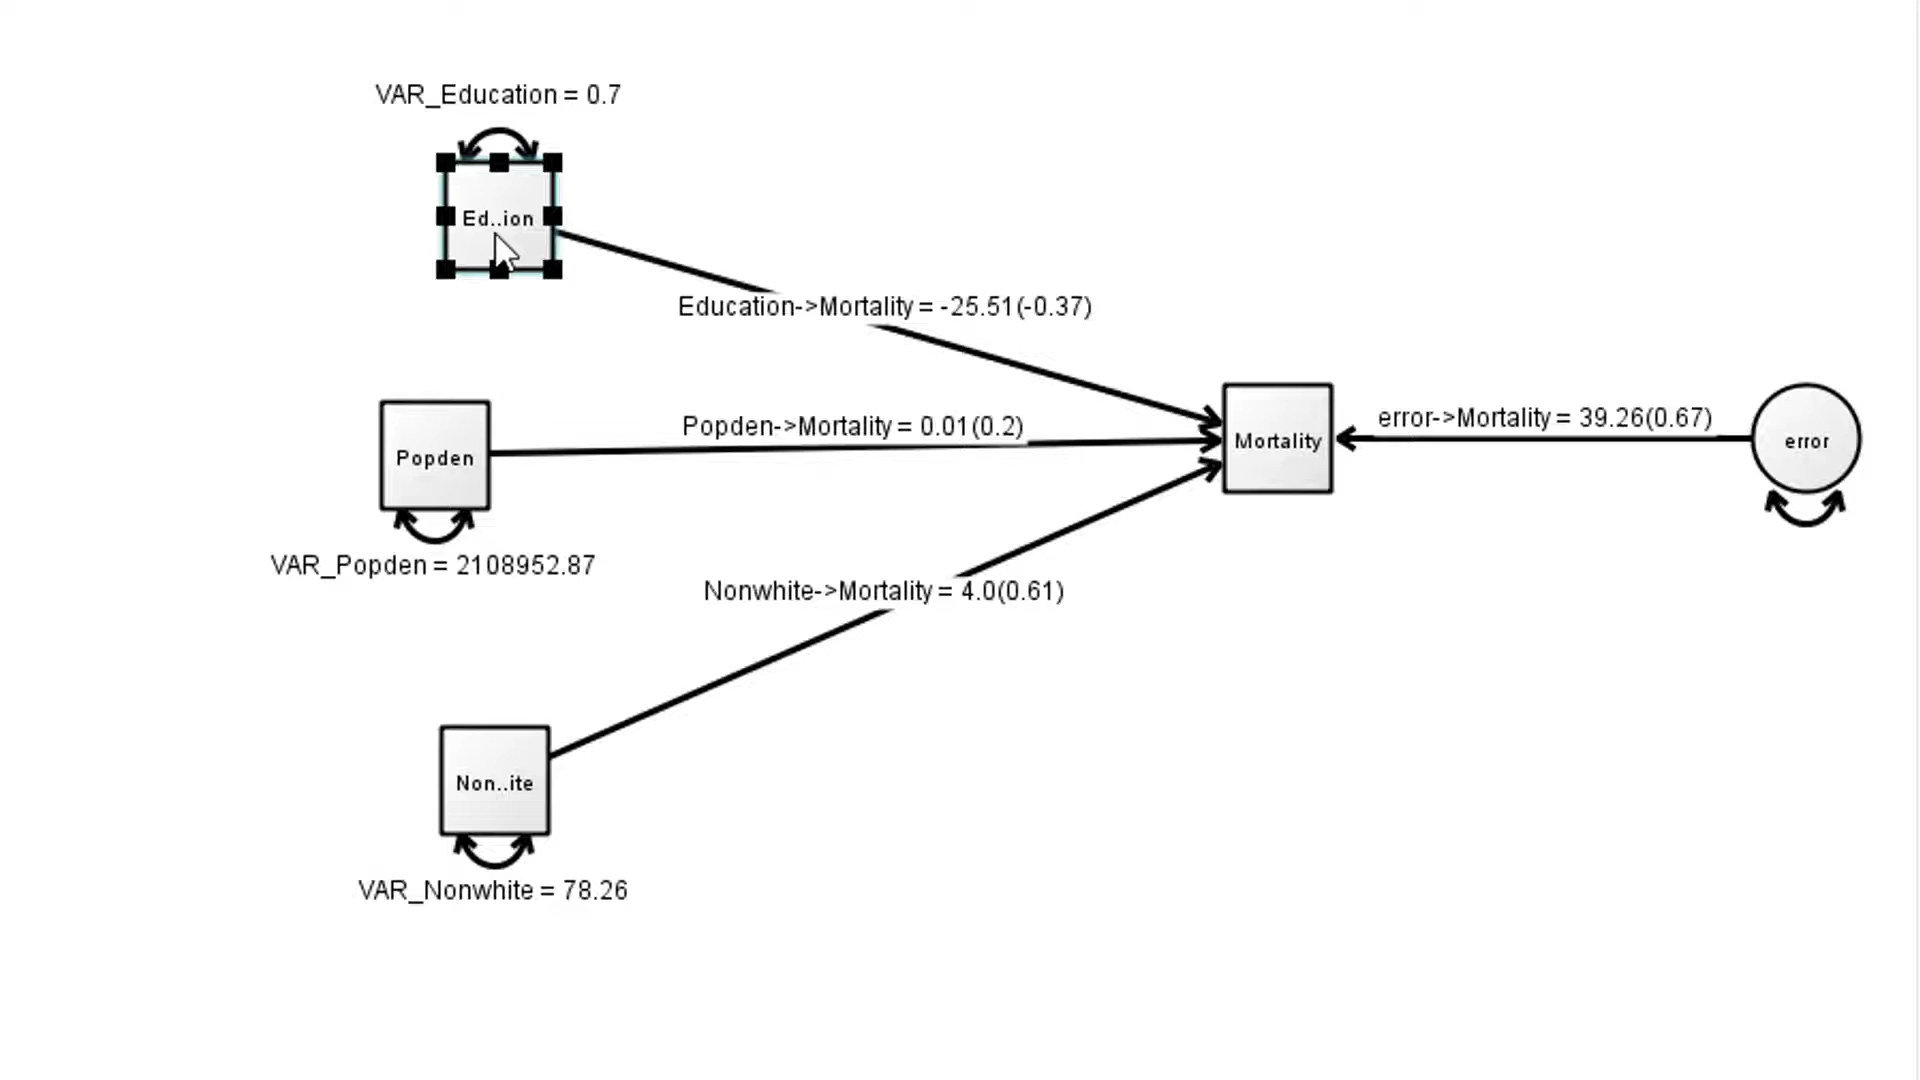 VAR_Education = 0.7
Ed..ion
Education->Mortality = -25.51(-0.37)
Popden
Popden->Mortality = 0.01(0.2)
Mortality
error->Mortality = 39.26(0.67)
error
VAR_Popden = 2108952.87
Nonwhite->Mortality = 4.0(0.61)
Non..ite
VAR_Nonwhite = 78.26